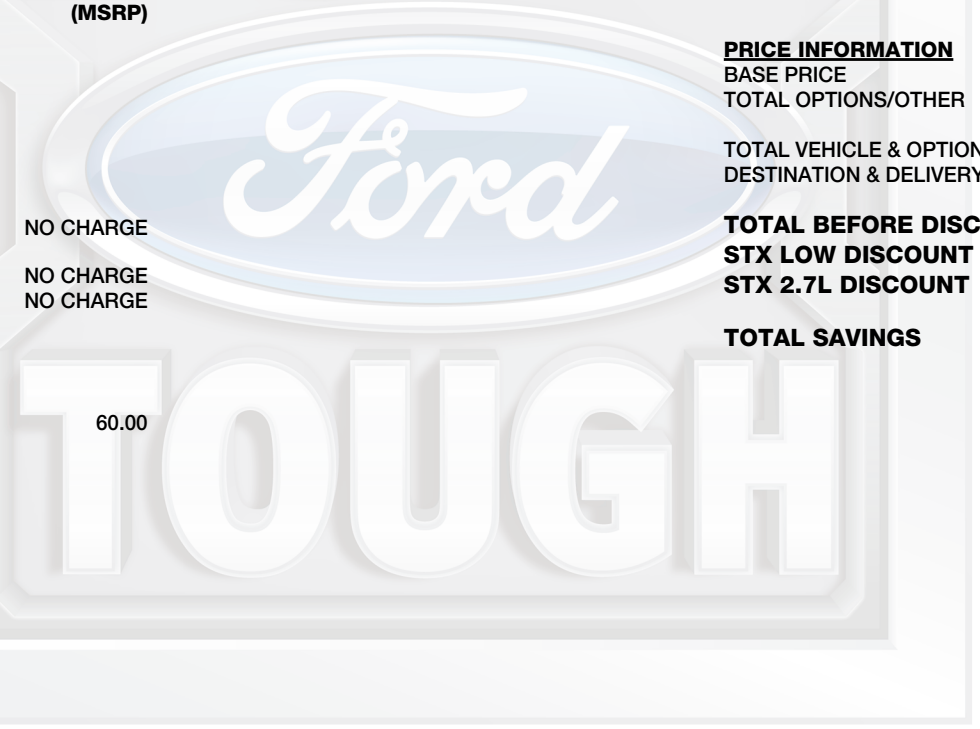 (MSRP)
NO CHARGE
NO CHARGE
NO CHARGE
60.00
Ford
TOUGH
PRICE INFORMATION
BASE PRICE
TOTAL OPTIONS/OTHER
TOTAL VEHICLE & OPTION
DESTINATION & DELIVERY
TOTAL BEFORE DISC
STX LOW DISCOUNT
STX 2.7L DISCOUNT
TOTAL SAVINGS